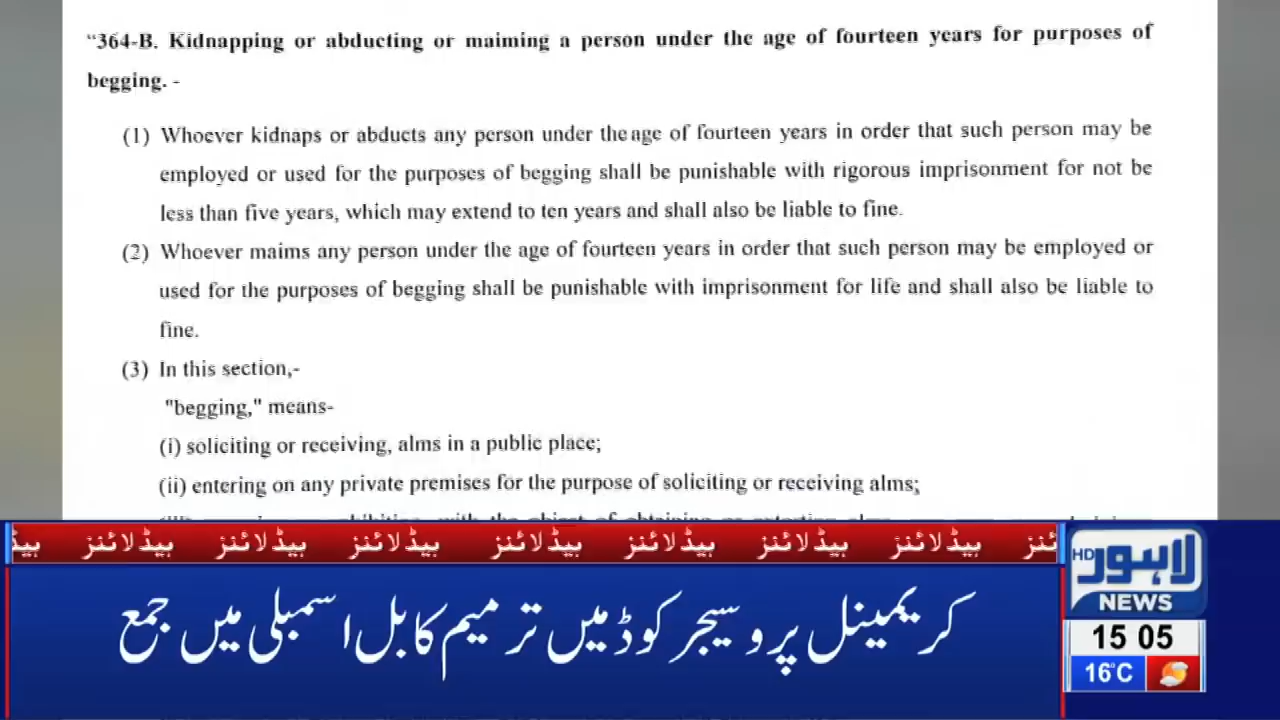 “364-B. Kidnapping or abducting or maiming a person under the age of fourteen years for purposes of
begging. -
(1) Whoever kidnaps or abducts any person under the age of fourteen years in order that such person may be
employed or used for the purposes of begging shall be punishable with rigorous imprisonment for not be
less than five years, which may extend to ten years and shall also be liable to fine.
(2) Whoever maims any person under the age of fourteen years in order that such person may be employed or
used for the purposes of begging shall be punishable with imprisonment for life and shall also be liable to
fine.
(3) In this section,-
"begging," means-
(i) soliciting or receiving, alms in a public place;
(ii) entering on any private premises for the purpose of soliciting or receiving alms;
ہیڈلائنز ہیڈلائنز ہیڈلائنز ہیڈلائنز ہیڈلائنز ہیڈلائنز ہیڈلائنز
کریمینل پروسیجر کوڈ میں ترمیم کا بل اسمبلی میں جمع
لاہور HD
NEWS
15 05
16°C